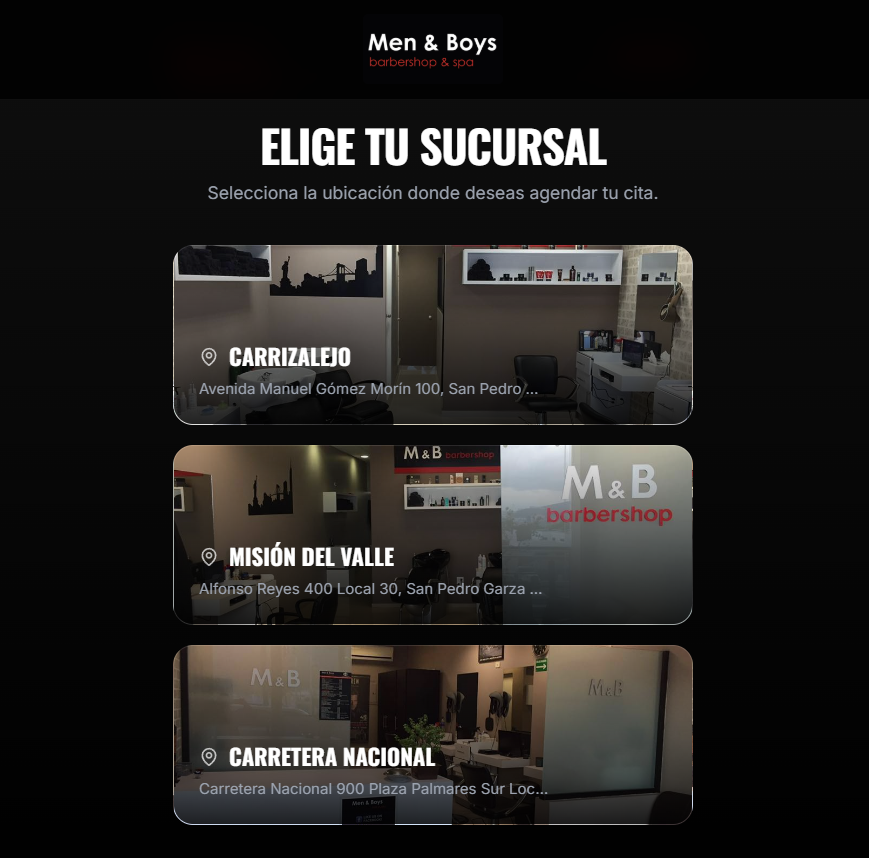 Men & Boys
barbershop & spa
ELIGE TU SUCURSAL
Selecciona la ubicación donde deseas agendar tu cita.
CARRIZALEJO
Avenida Manuel Gómez Morín 100, San Pedro ...
M & B barbershop
M & B
barbershop
MISIÓN DEL VALLE
Alfonso Reyes 400 Local 30, San Pedro Garza ...
M & B
M & B
CARRETERA NACIONAL
Carretera Nacional 900 Plaza Palmares Sur Loc...
Men & Boys